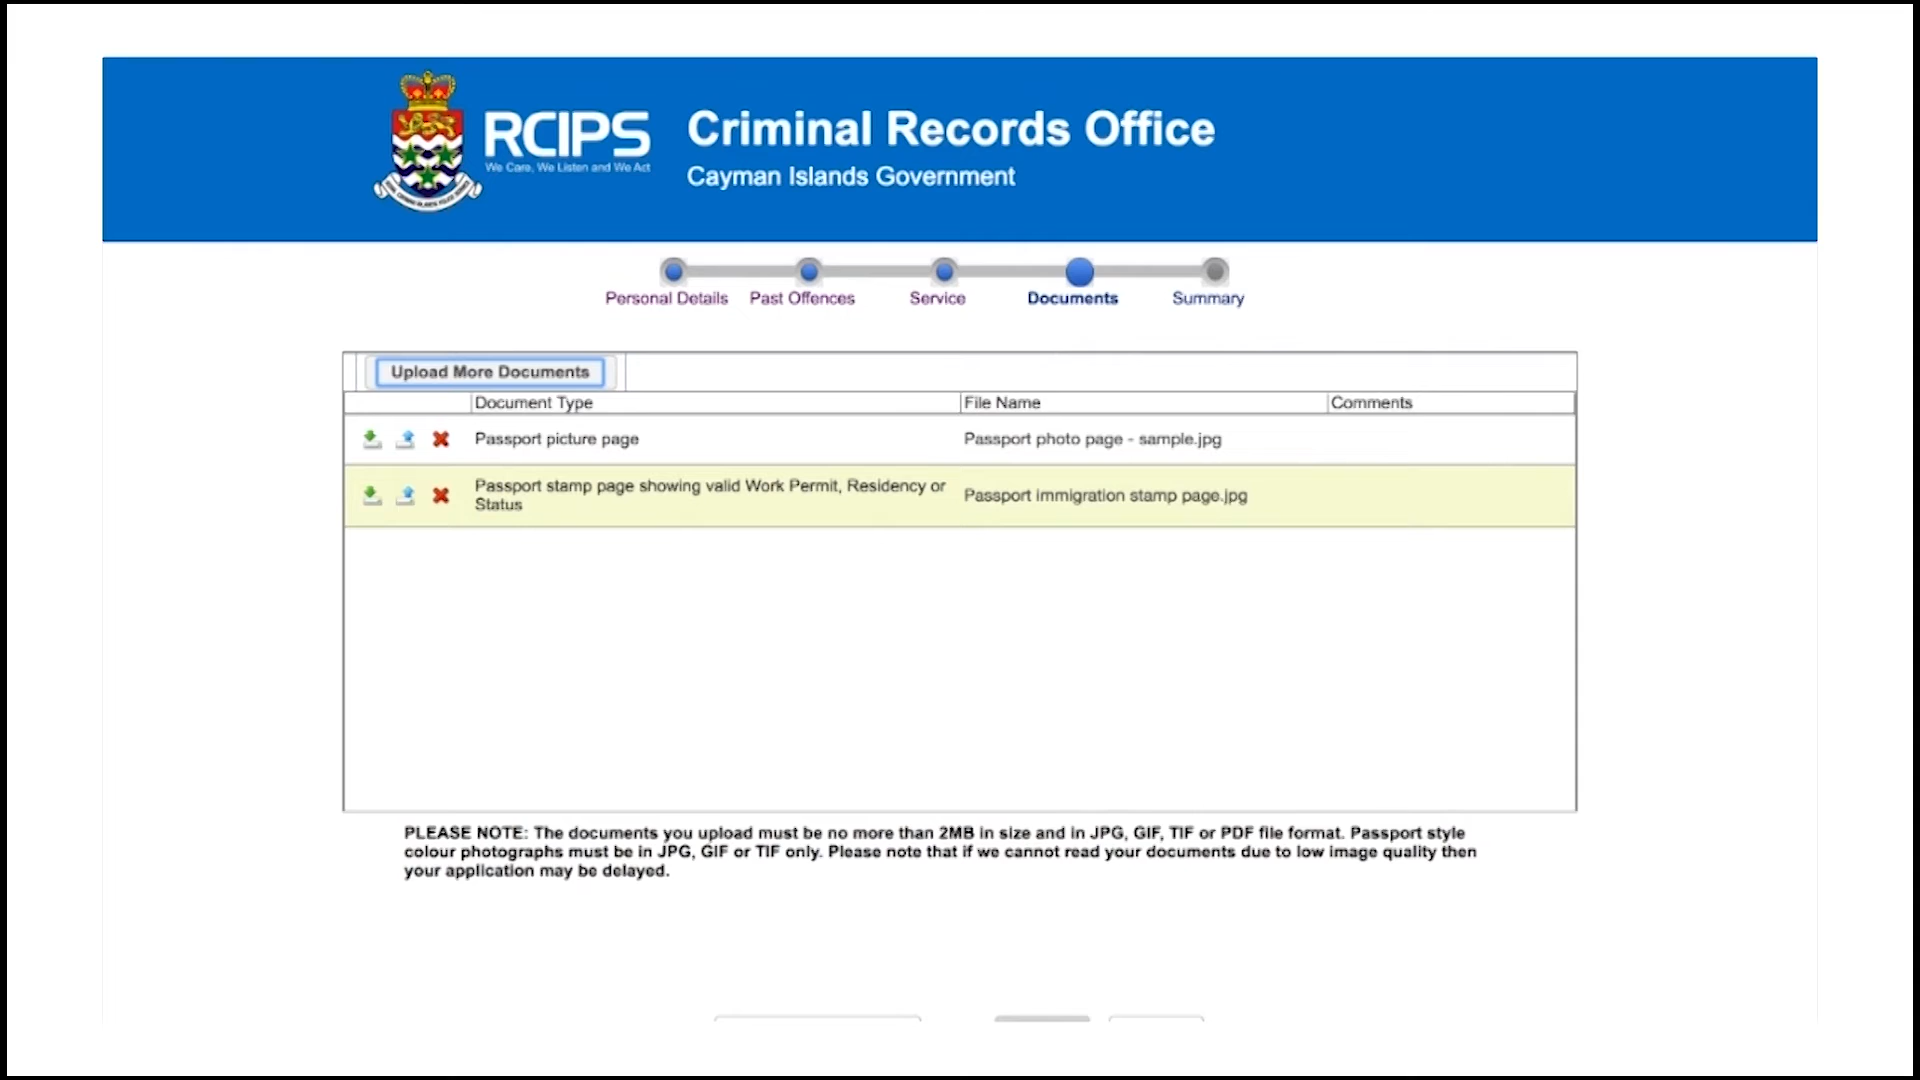 RCIPS
We Care, We Listen and We Act
Criminal Records Office
Cayman Islands Government
Personal Details
Past Offences
Service
Documents
Summary
Upload More Documents
Document Type
File Name
Comments
Passport picture page
Passport photo page - sample.jpg
Passport stamp page showing valid Work Permit, Residency or
Status
Passport immigration stamp page.jpg
PLEASE NOTE: The documents you upload must be no more than 2MB in size and in JPG, GIF, TIF or PDF file format. Passport style
colour photographs must be in JPG, GIF or TIF only. Please note that if we cannot read your documents due to low image quality then
your application may be delayed.